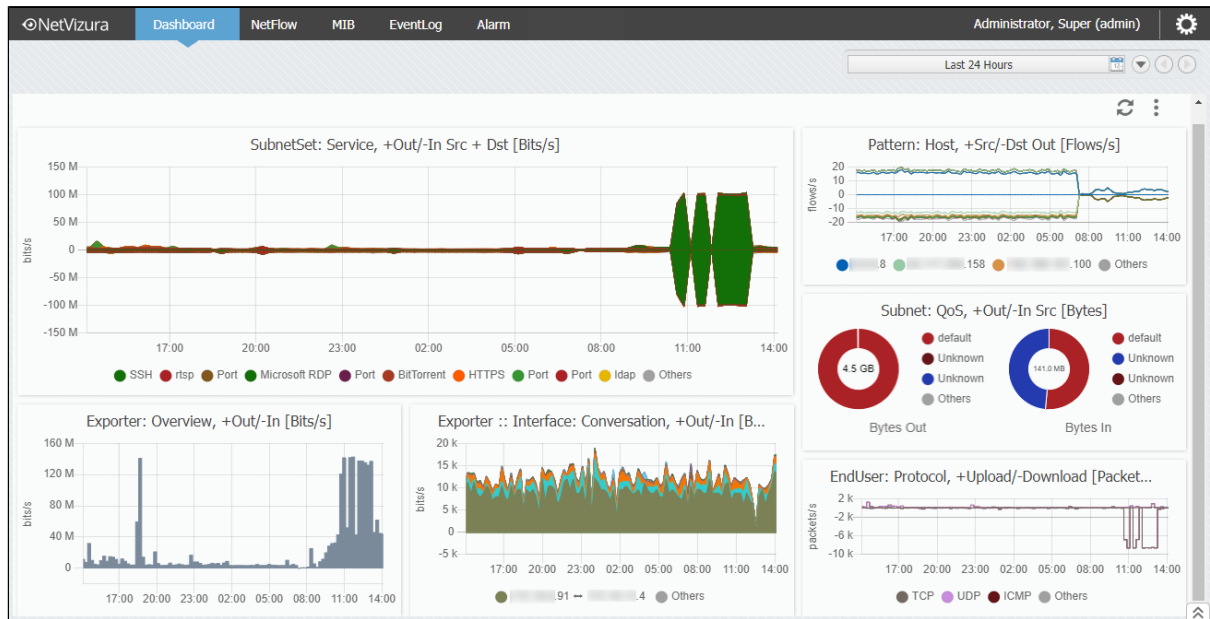 NetVizura Dashboard NetFlow MIB EventLog Alarm Administrator, Super (admin)
Last 24 Hours
SubnetSet: Service, +Out/-In Src + Dst [Bits/s]
150 M
100 M
50 M
0
-50 M
-100 M
-150 M
bits/s
17:00 20:00 23:00 02:00 05:00 08:00 11:00 14:00
SSH rtsp Port Microsoft RDP Port BitTorrent HTTPS Port Port ldap Others
Pattern: Host, +Src/-Dst Out [Flows/s]
20
10
0
-10
-20
flows/s
17:00 20:00 23:00 02:00 05:00 08:00 11:00 14:00
.8 .158 .100 Others
Subnet: QoS, +Out/-In Src [Bytes]
4.5 GB
default
Unknown
Unknown
Others
Bytes Out
141.0 MB
default
Unknown
Unknown
Others
Bytes In
Exporter: Overview, +Out/-In [Bits/s]
160 M
120 M
80 M
40 M
0
bits/s
17:00 20:00 23:00 02:00 05:00 08:00 11:00 14:00
Exporter :: Interface: Conversation, +Out/-In [B...
20 k
15 k
10 k
5 k
0
-5 k
bits/s
17:00 20:00 23:00 02:00 05:00 08:00 11:00 14:00
.91 ↔ .4 Others
EndUser: Protocol, +Upload/-Download [Packet...
2 k
-2 k
-6 k
-10 k
packets/s
17:00 20:00 23:00 02:00 05:00 08:00 11:00 14:00
TCP UDP ICMP Others